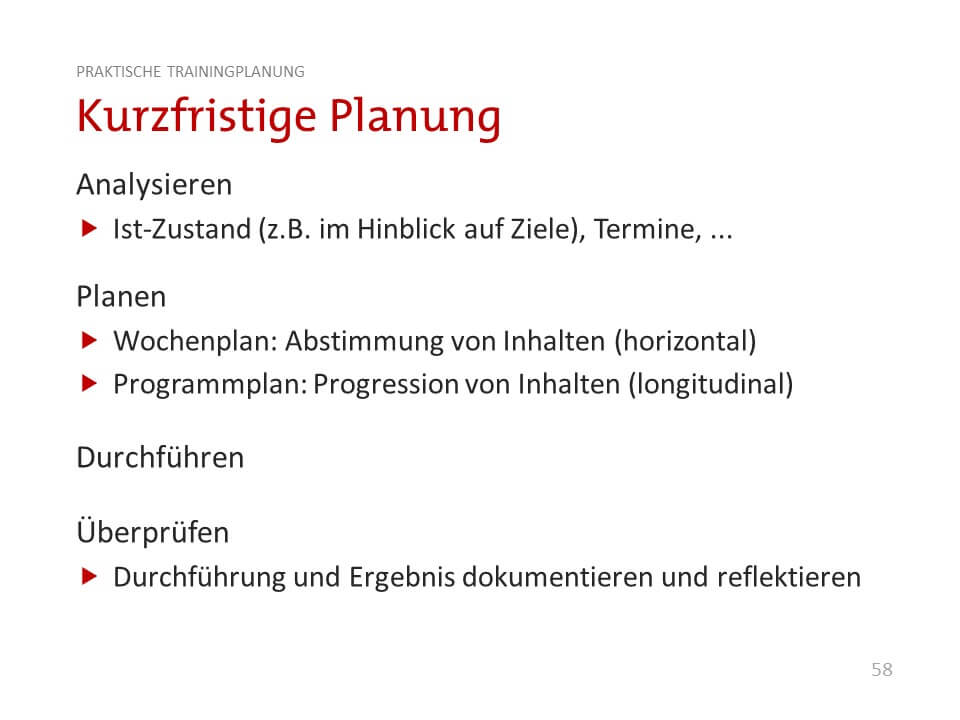 PRAKTISCHE TRAININGPLANUNG
Kurzfristige Planung
Analysieren
Ist-Zustand (z.B. im Hinblick auf Ziele), Termine, ...
Planen
Wochenplan: Abstimmung von Inhalten (horizontal)
Programmplan: Progression von Inhalten (longitudinal)
Durchführen
Überprüfen
Durchführung und Ergebnis dokumentieren und reflektieren
58